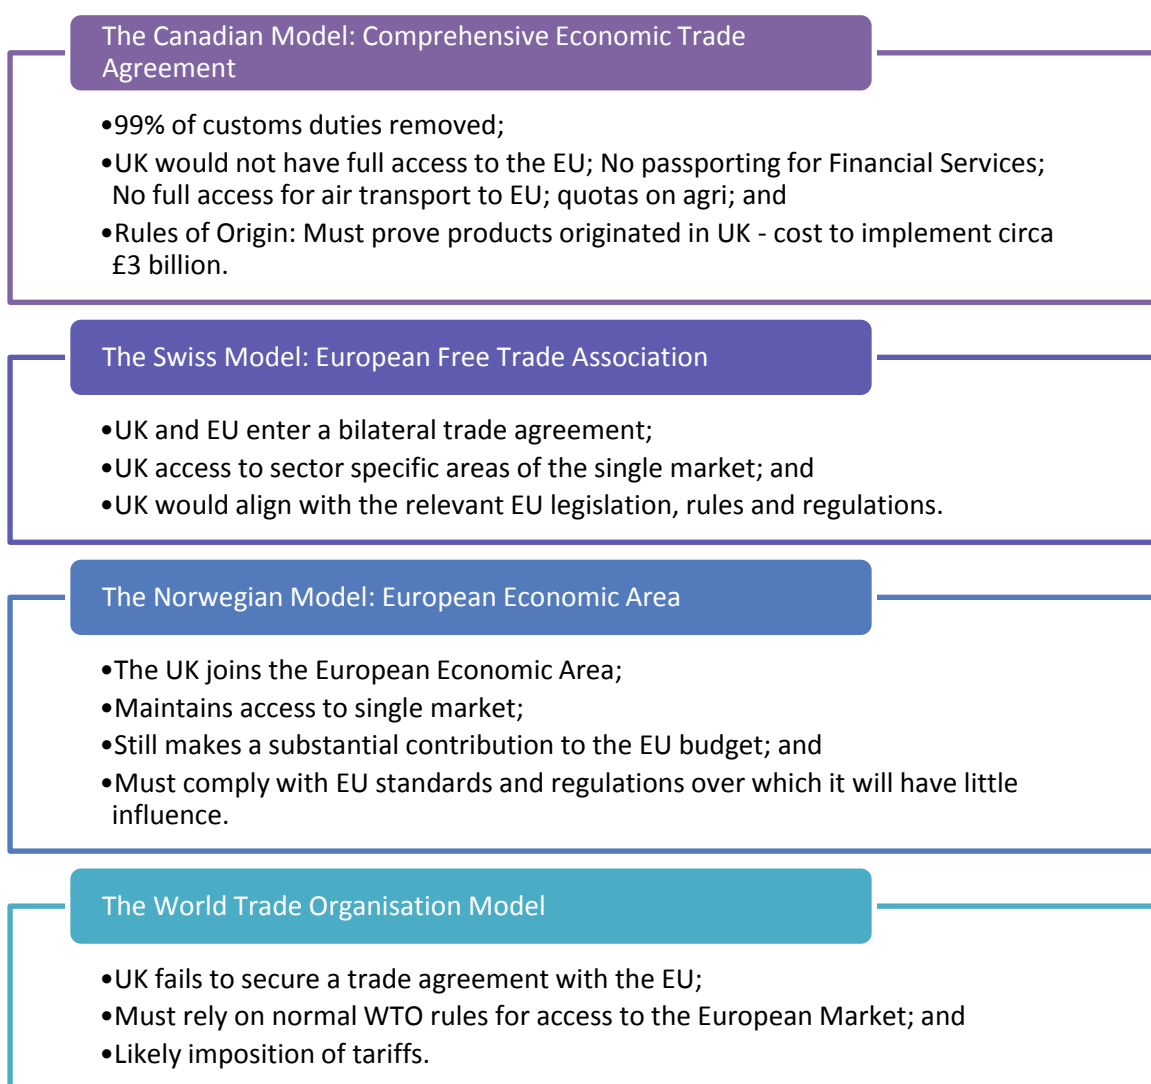 The Canadian Model: Comprehensive Economic Trade
Agreement
•99% of customs duties removed;
•UK would not have full access to the EU; No passporting for Financial Services;
No full access for air transport to EU; quotas on agri; and
•Rules of Origin: Must prove products originated in UK - cost to implement circa
£3 billion.
The Swiss Model: European Free Trade Association
•UK and EU enter a bilateral trade agreement;
•UK access to sector specific areas of the single market; and
•UK would align with the relevant EU legislation, rules and regulations.
The Norwegian Model: European Economic Area
•The UK joins the European Economic Area;
•Maintains access to single market;
•Still makes a substantial contribution to the EU budget; and
•Must comply with EU standards and regulations over which it will have little
influence.
The World Trade Organisation Model
•UK fails to secure a trade agreement with the EU;
•Must rely on normal WTO rules for access to the European Market; and
•Likely imposition of tariffs.